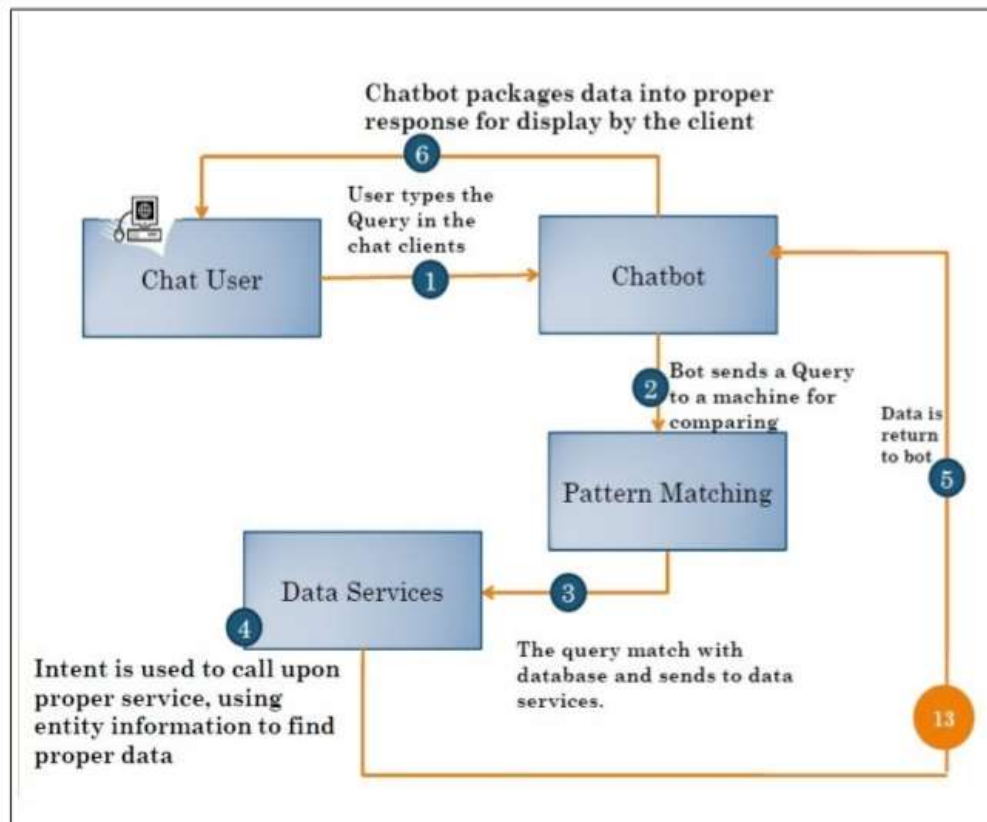 Chatbot packages data into proper
response for display by the client
6
User types the
Query in the
chat clients
1
Chat User
Chatbot
2
Bot sends a Query
to a machine for
comparing
Data is
return
to bot
5
Pattern Matching
Data Services
3
4
The query match with
database and sends to data
services.
Intent is used to call upon
proper service, using
entity information to find
proper data
13